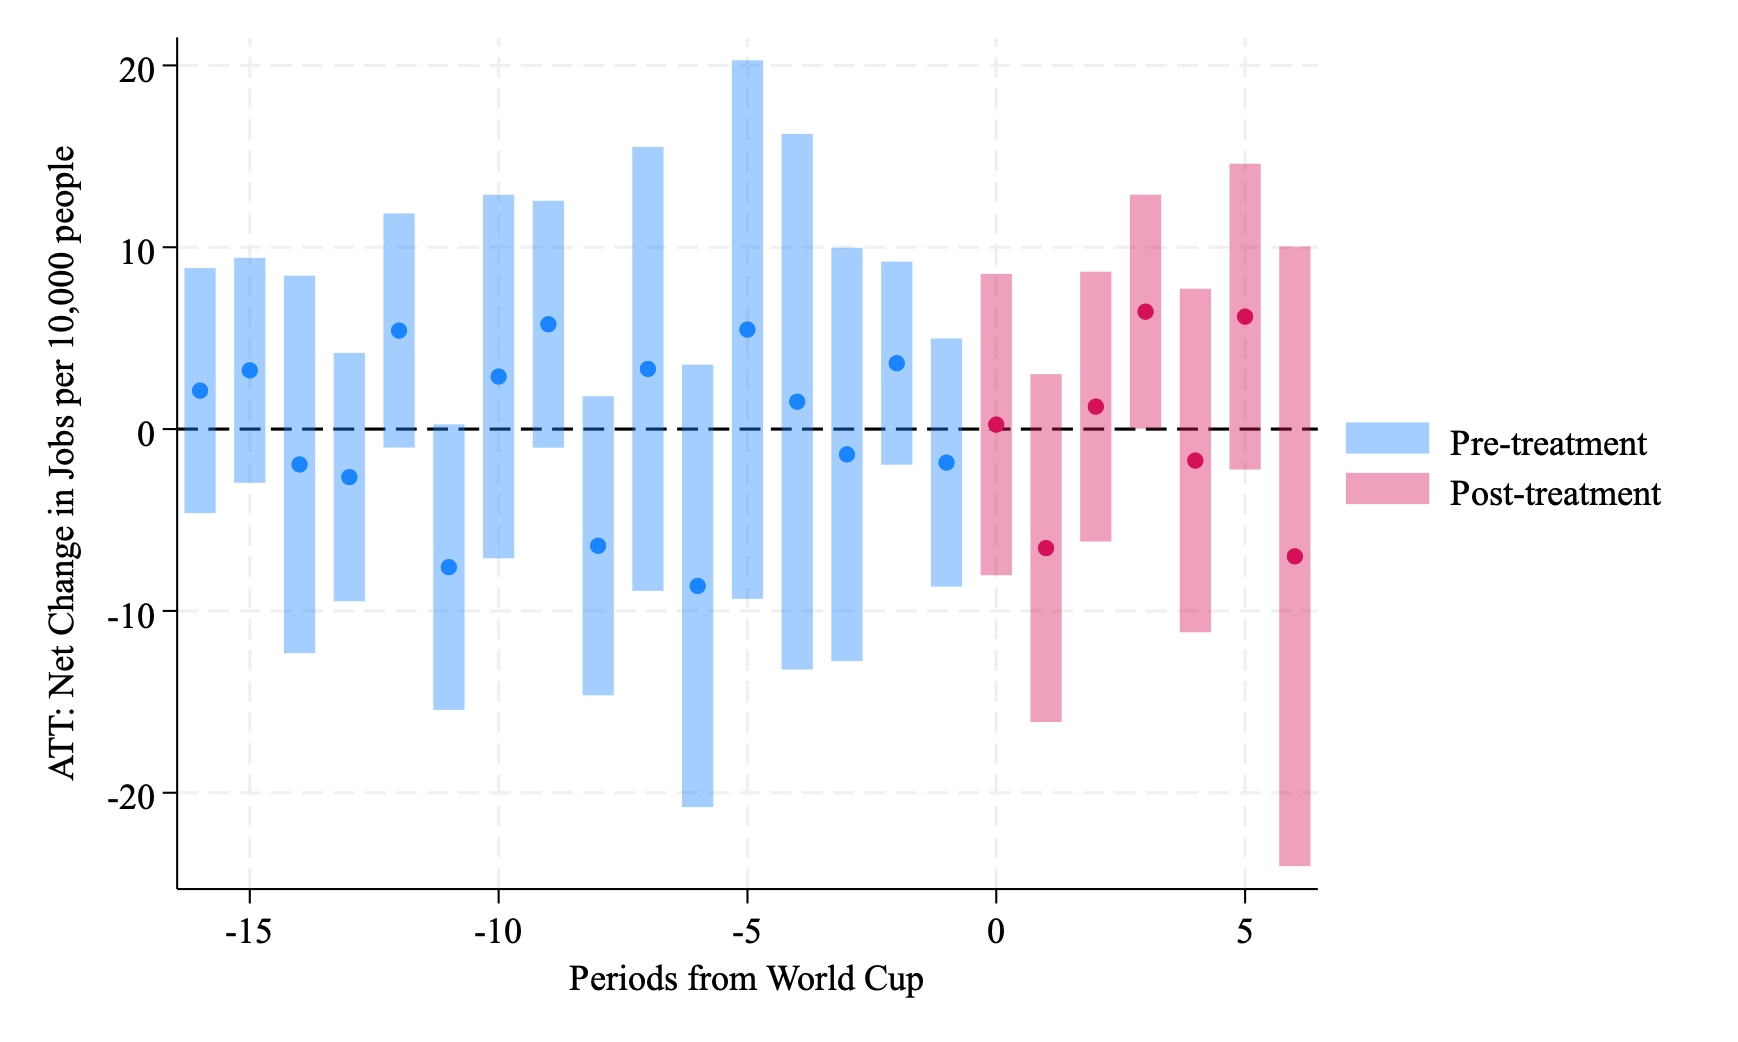 ATT: Net Change in Jobs per 10,000 people
20
10
0
-10
-20
-15
-10
-5
0
5
Periods from World Cup
Pre-treatment
Post-treatment